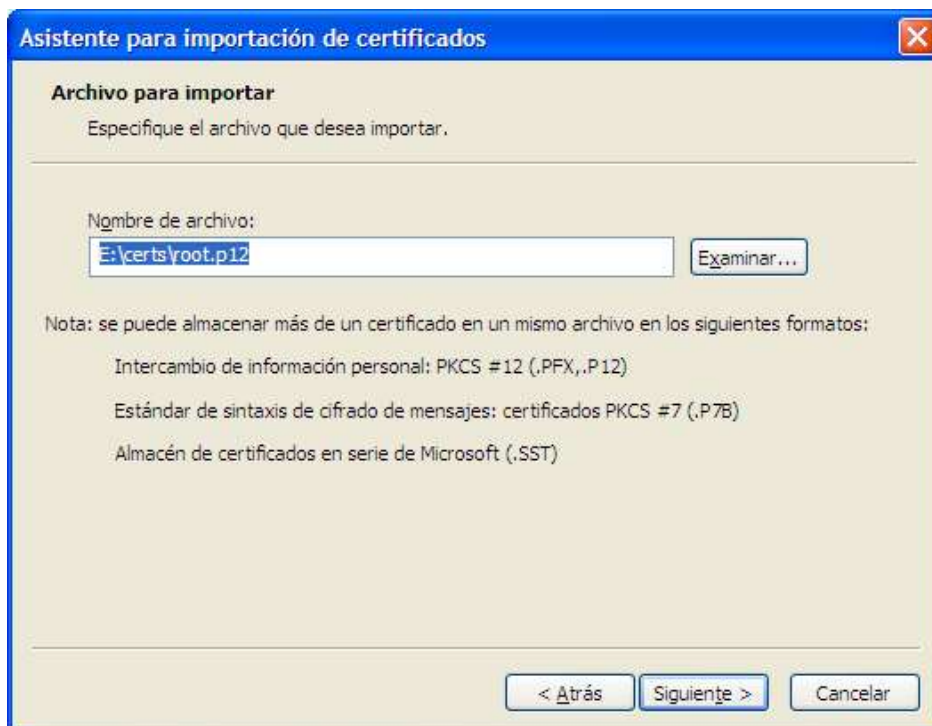 Asistente para importación de certificados
Archivo para importar
Especifique el archivo que desea importar.
Nombre de archivo:
E:\certs\root.p12
Examinar...
Nota: se puede almacenar más de un certificado en un mismo archivo en los siguientes formatos:
Intercambio de información personal: PKCS #12 (.PFX,.P12)
Estándar de sintaxis de cifrado de mensajes: certificados PKCS #7 (.P7B)
Almacén de certificados en serie de Microsoft (.SST)
< Atrás
Siguiente >
Cancelar